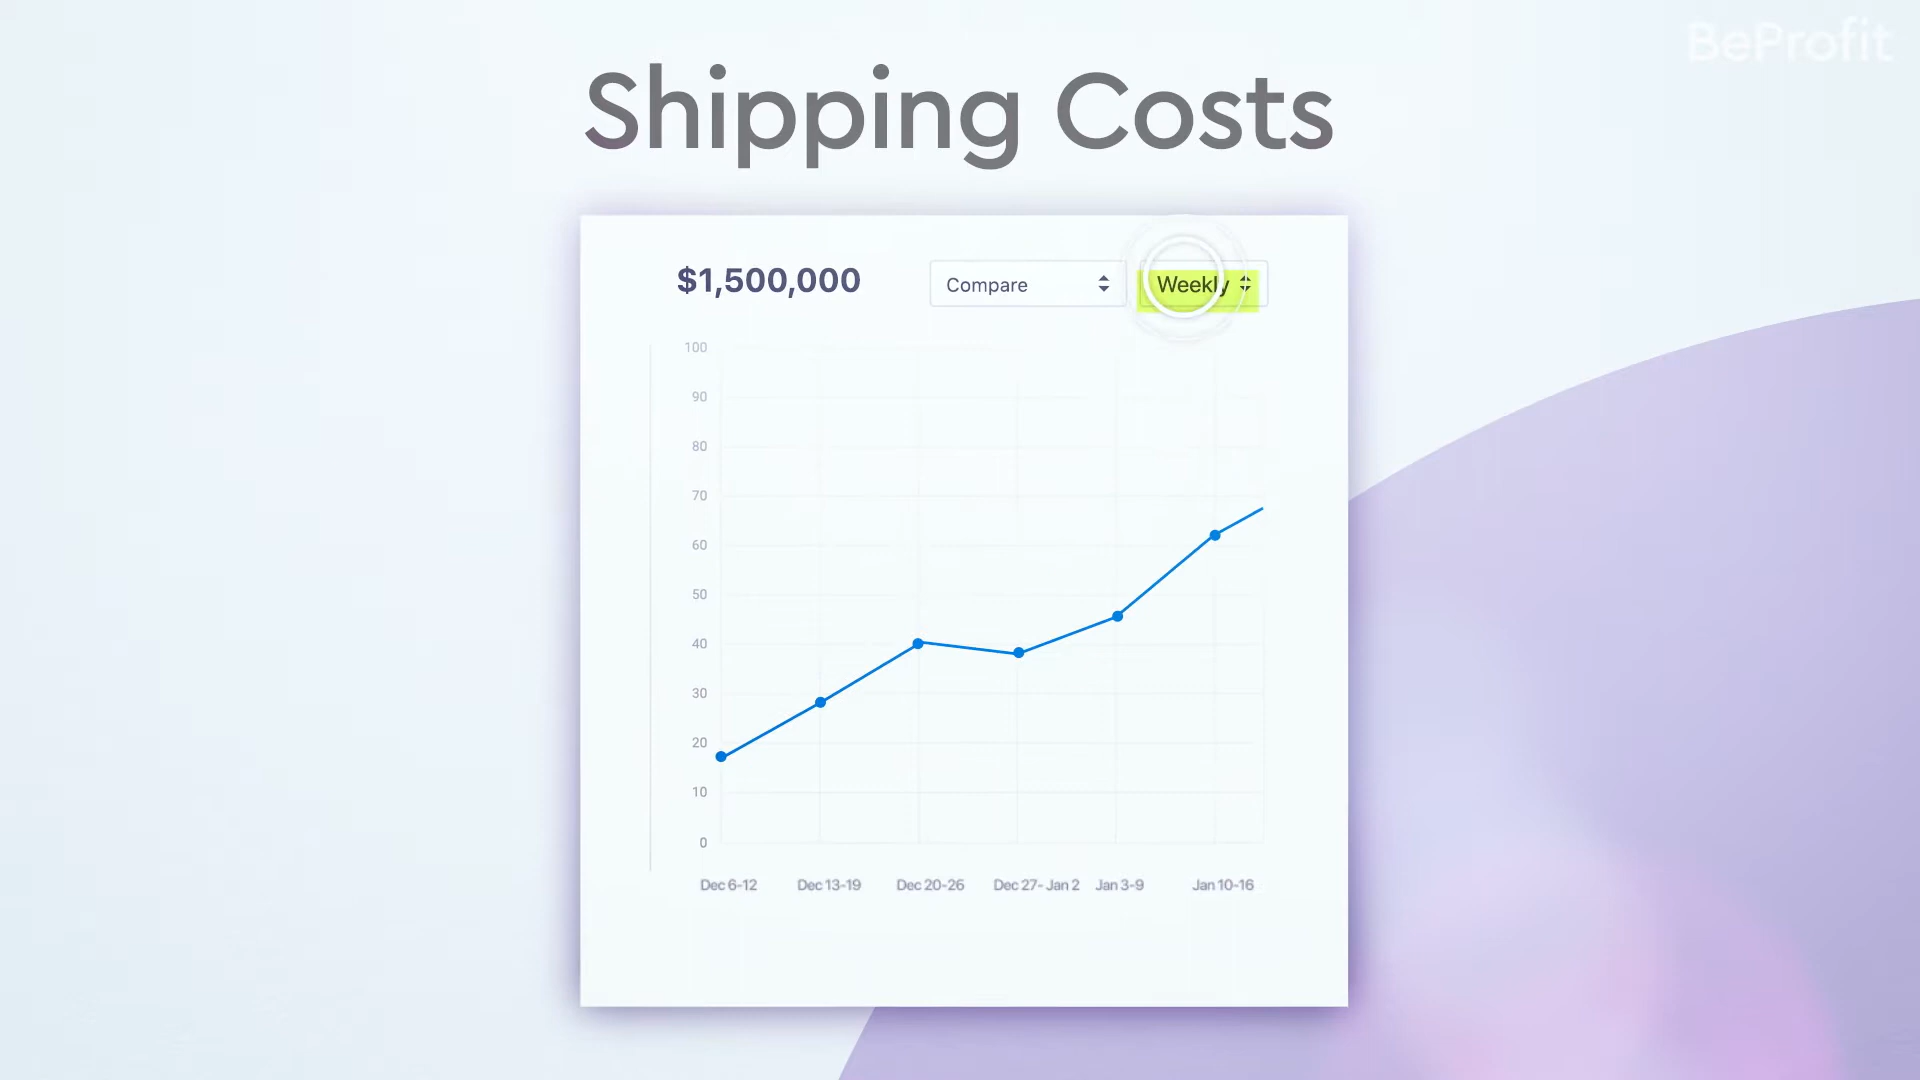 BeProfit
Shipping Costs
$1,500,000
Compare
Weekly
100
90
80
70
60
50
40
30
20
10
0
Dec 6-12 Dec 13-19 Dec 20-26 Dec 27- Jan 2 Jan 3-9 Jan 10-16